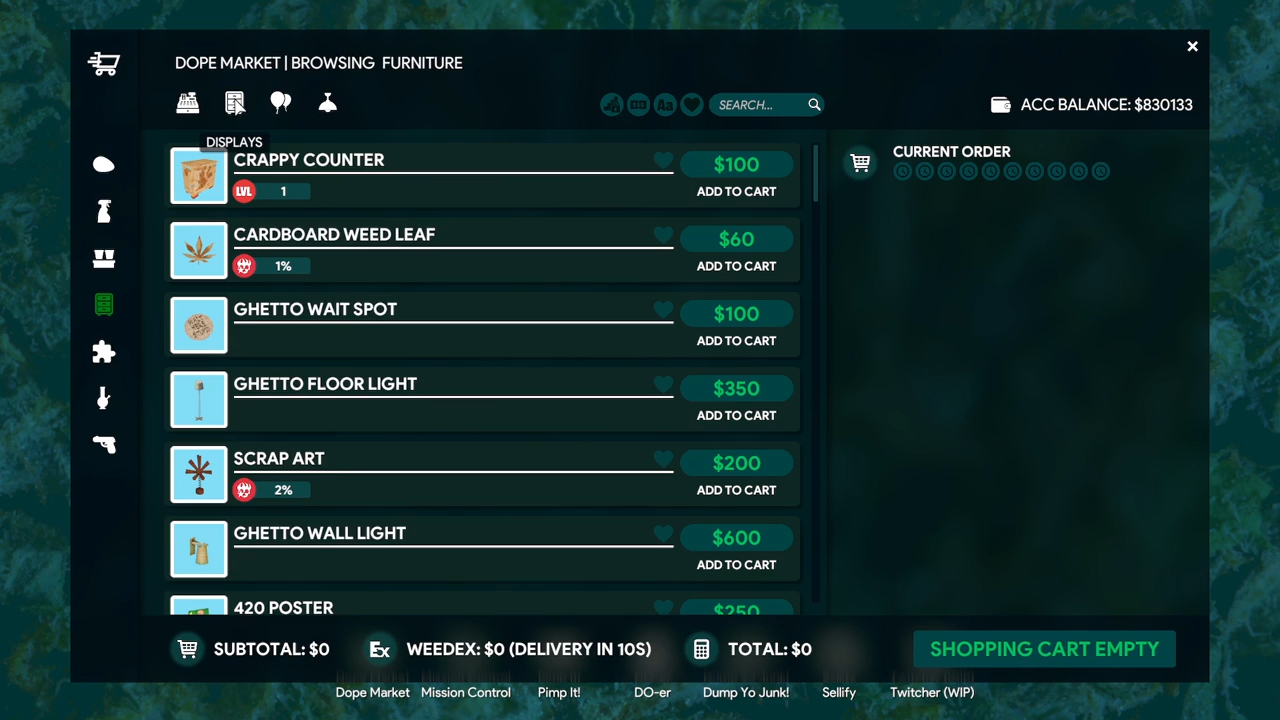 DOPE MARKET | BROWSING FURNITURE
Aa
SEARCH...
ACC BALANCE: $830133
DISPLAYS
CURRENT ORDER
CRAPPY COUNTER
$100
LVL 1
ADD TO CART
CARDBOARD WEED LEAF
$60
1%
ADD TO CART
GHETTO WAIT SPOT
$100
ADD TO CART
GHETTO FLOOR LIGHT
$350
ADD TO CART
SCRAP ART
$200
2%
ADD TO CART
GHETTO WALL LIGHT
$600
ADD TO CART
420 POSTER
$250
SUBTOTAL: $0
Ex WEEDEX: $0 (DELIVERY IN 10S)
TOTAL: $0
SHOPPING CART EMPTY
Dope Market
Mission Control
Pimp It!
DO-er
Dump Yo Junk!
Sellify
Twitcher (WIP)